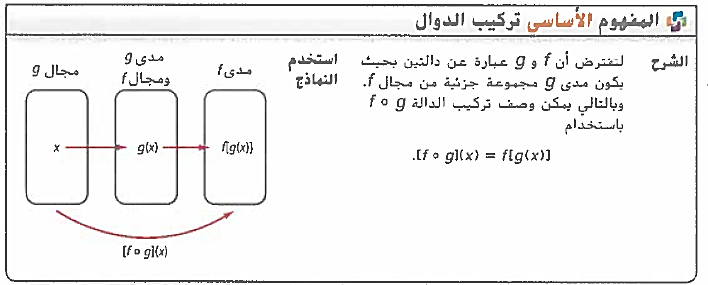 المفهوم الأساسي تركيب الدوال
الشرح
لنفترض أن f و g عبارة عن دالتين بحيث
يكون مدى g مجموعة جزئية من مجال f.
وبالتالي يمكن وصف تركيب الدالة f ∘ g
باستخدام
[f ∘ g](x) = f[g(x)].
استخدم
النماذج
مجال g
مدى g
ومجال f
مدى f
x
g(x)
f[g(x)]
[f ∘ g](x)